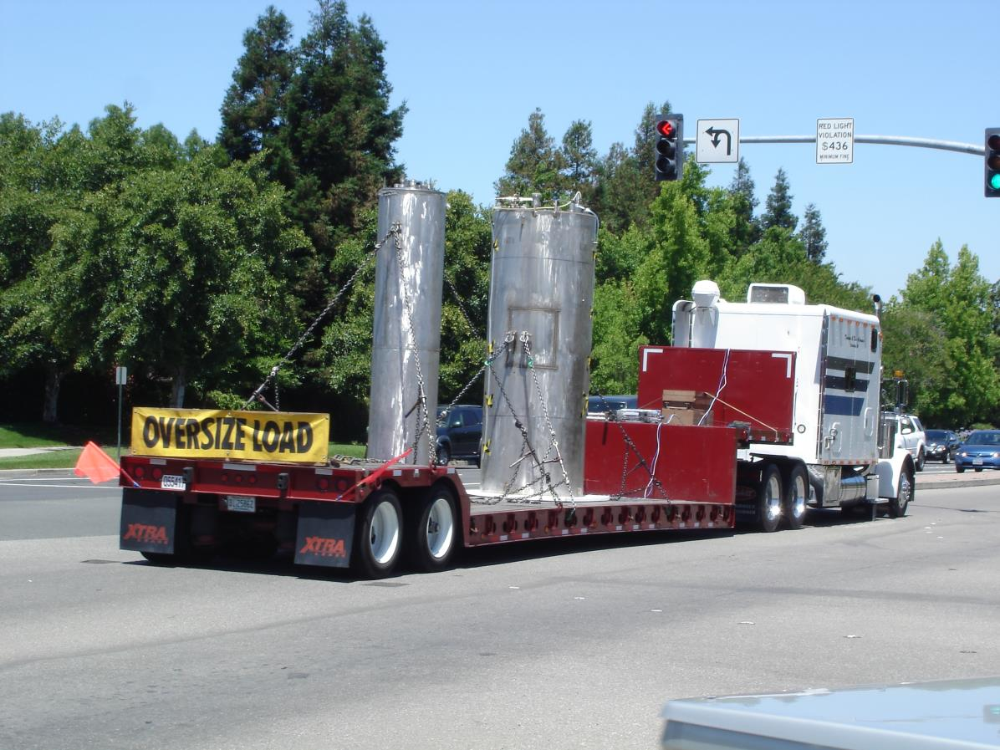 RED LIGHT
VIOLATION
$436
MINIMUM FINE
OVERSIZE LOAD
XTRA
XTRA